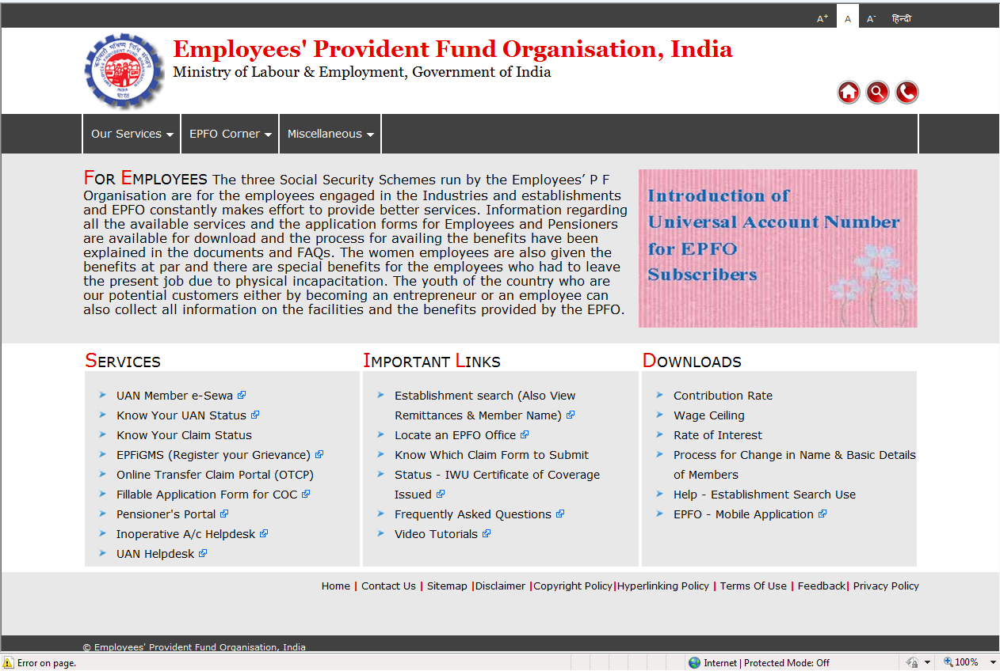 A+ A A- हिन्दी
Employees' Provident Fund Organisation, India
Ministry of Labour & Employment, Government of India
Our Services EPFO Corner Miscellaneous
FOR EMPLOYEES The three Social Security Schemes run by the Employees’ P F
Organisation are for the employees engaged in the Industries and establishments
and EPFO constantly makes effort to provide better services. Information regarding
all the available services and the application forms for Employees and Pensioners
are available for download and the process for availing the benefits have been
explained in the documents and FAQs. The women employees are also given the
benefits at par and there are special benefits for the employees who had to leave
the present job due to physical incapacitation. The youth of the country who are
our potential customers either by becoming an entrepreneur or an employee can
also collect all information on the facilities and the benefits provided by the EPFO.
Introduction of
Universal Account Number
for EPFO
Subscribers
SERVICES
UAN Member e-Sewa
Know Your UAN Status
Know Your Claim Status
EPFiGMS (Register your Grievance)
Online Transfer Claim Portal (OTCP)
Fillable Application Form for COC
Pensioner's Portal
Inoperative A/c Helpdesk
UAN Helpdesk
IMPORTANT LINKS
Establishment search (Also View
Remittances & Member Name)
Locate an EPFO Office
Know Which Claim Form to Submit
Status - IWU Certificate of Coverage
Issued
Frequently Asked Questions
Video Tutorials
DOWNLOADS
Contribution Rate
Wage Ceiling
Rate of Interest
Process for Change in Name & Basic Details
of Members
Help - Establishment Search Use
EPFO - Mobile Application
Home | Contact Us | Sitemap |Disclaimer |Copyright Policy|Hyperlinking Policy | Terms Of Use | Feedback| Privacy Policy
© Employees' Provident Fund Organisation, India
Error on page. Internet | Protected Mode: Off 100%